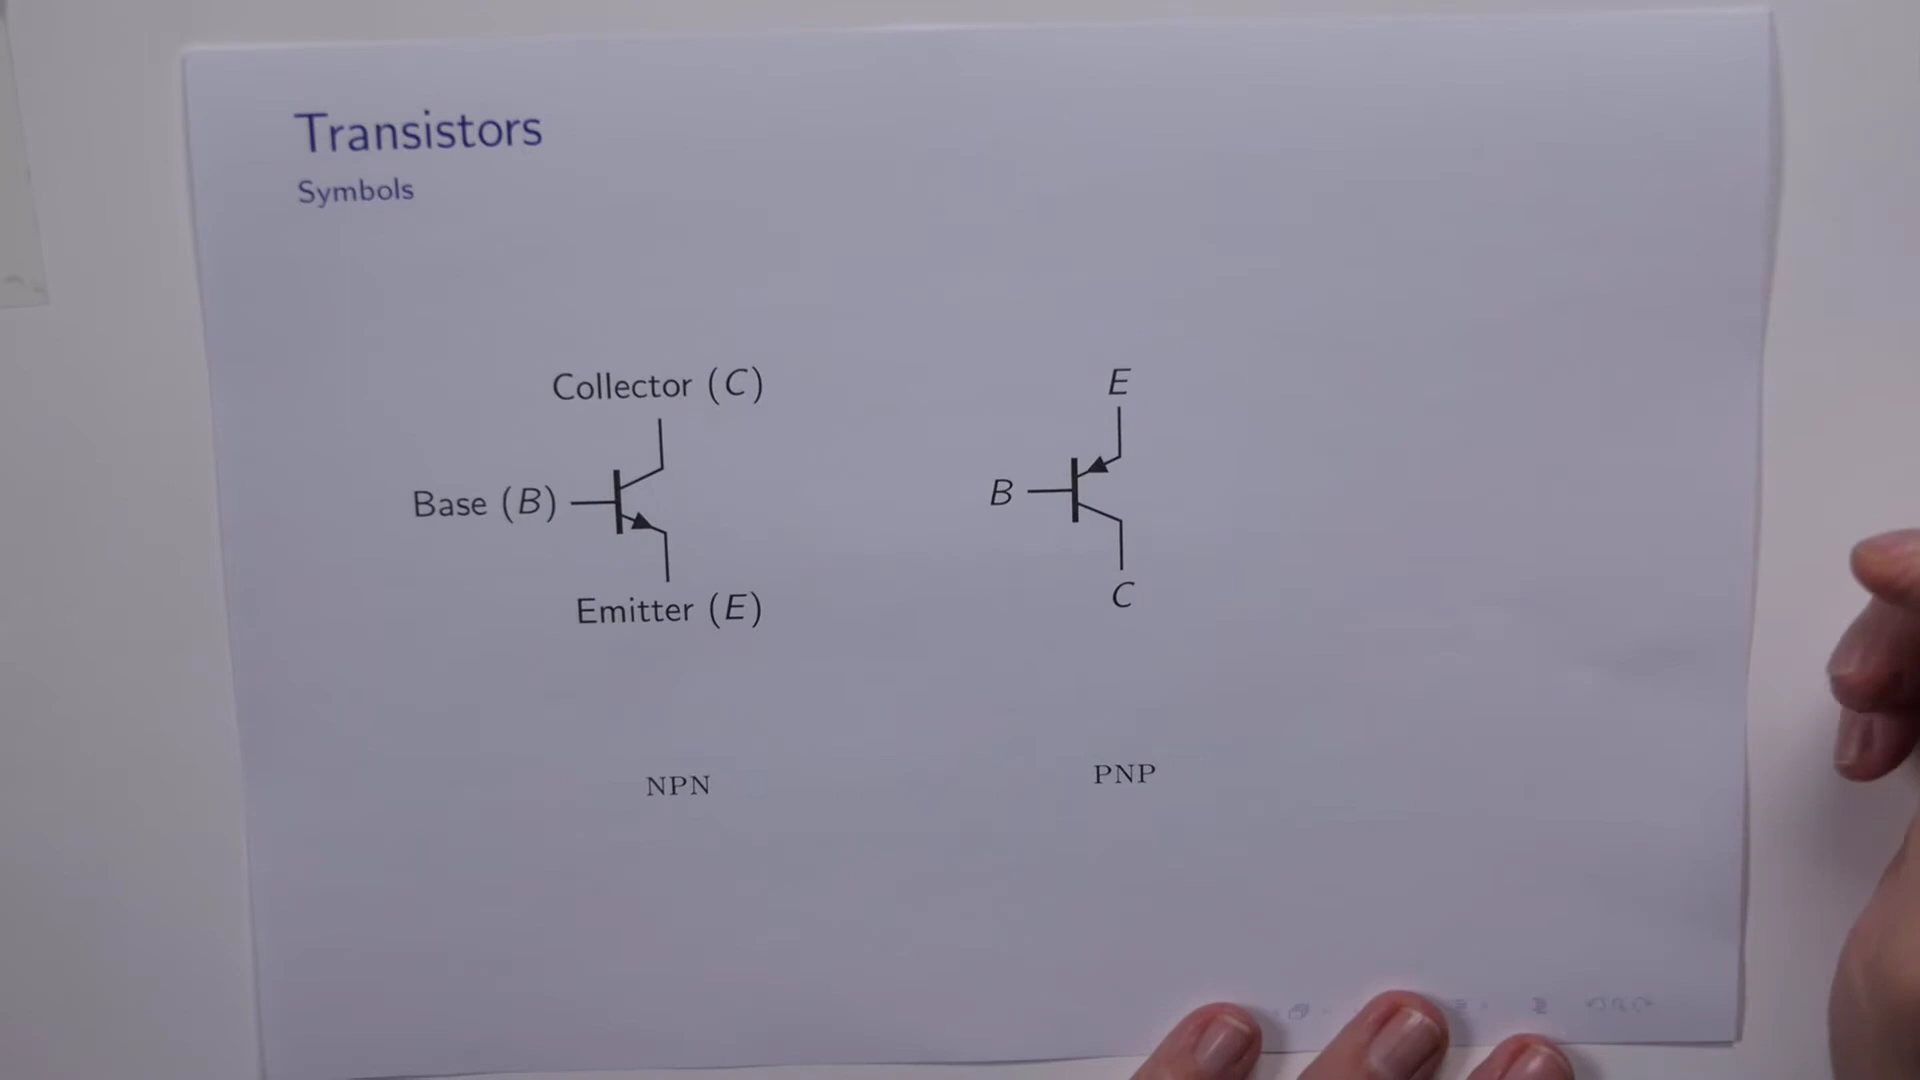 Transistors
Symbols
Collector (C)
Base (B)
Emitter (E)
E
B
C
NPN
PNP